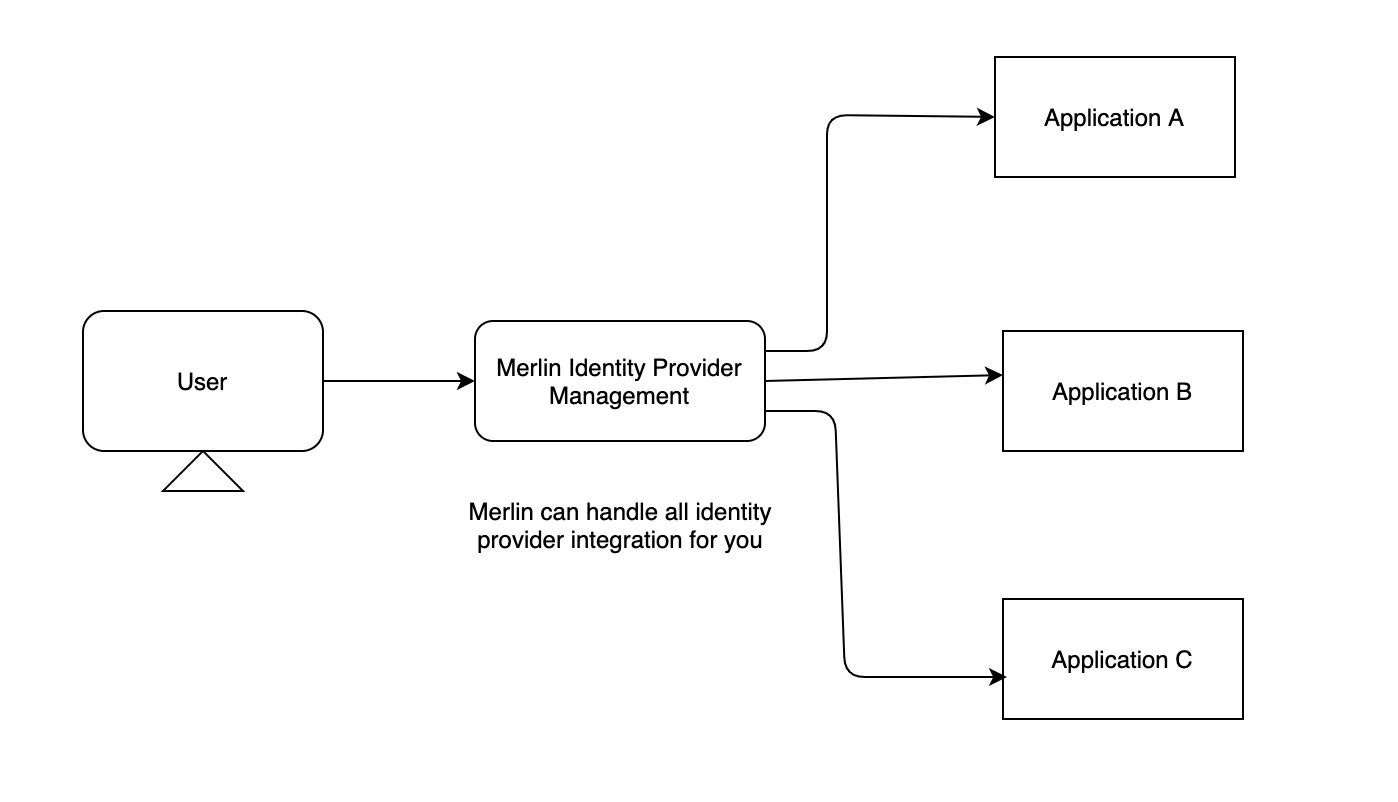 Application A
User
Merlin Identity Provider
Management
Application B
Merlin can handle all identity
provider integration for you
Application C